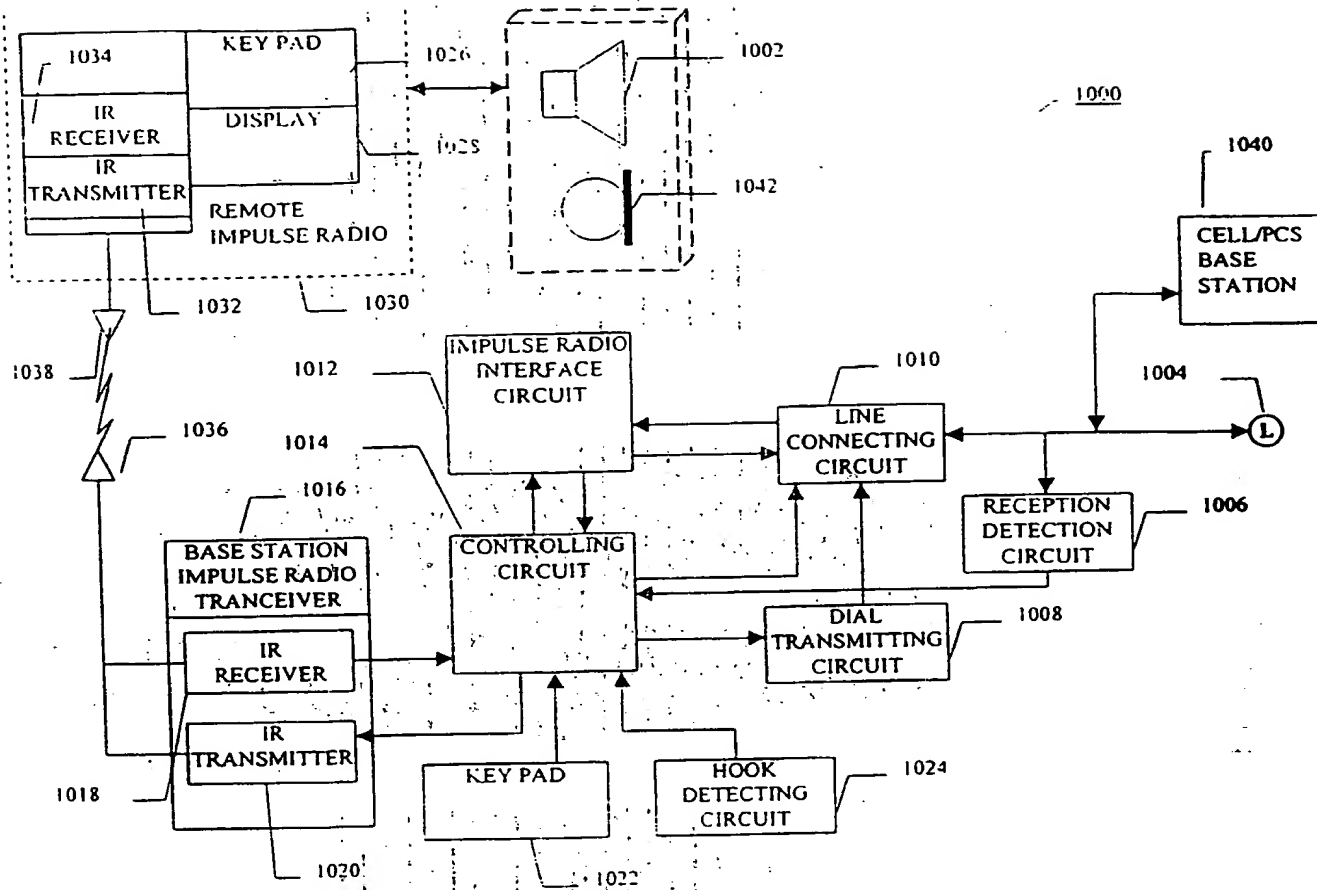 1034
KEY PAD
1026
1002
1000
IR
RECEIVER
DISPLAY
1028
1040
IR
TRANSMITTER
1042
REMOTE
IMPULSE RADIO
CELL/PCS
BASE
STATION
1032
1030
1038
1012
IMPULSE RADIO
INTERFACE
CIRCUIT
1010
1004
1036
1014
LINE
CONNECTING
CIRCUIT
L
1016
RECEPTION
DETECTION
CIRCUIT
1006
BASE STATION
IMPULSE RADIO
TRANCEIVER
CONTROLLING
CIRCUIT
DIAL
TRANSMITTING
CIRCUIT
1008
IR
RECEIVER
IR
TRANSMITTER
1018
KEY PAD
HOOK
DETECTING
CIRCUIT
1024
1020
1022